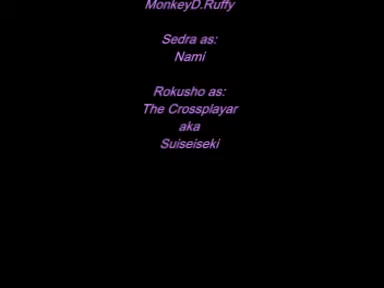 MonkeyD.Ruffy
Sedra as:
Nami
Rokusho as:
The Crossplayar
aka
Suiseiseki